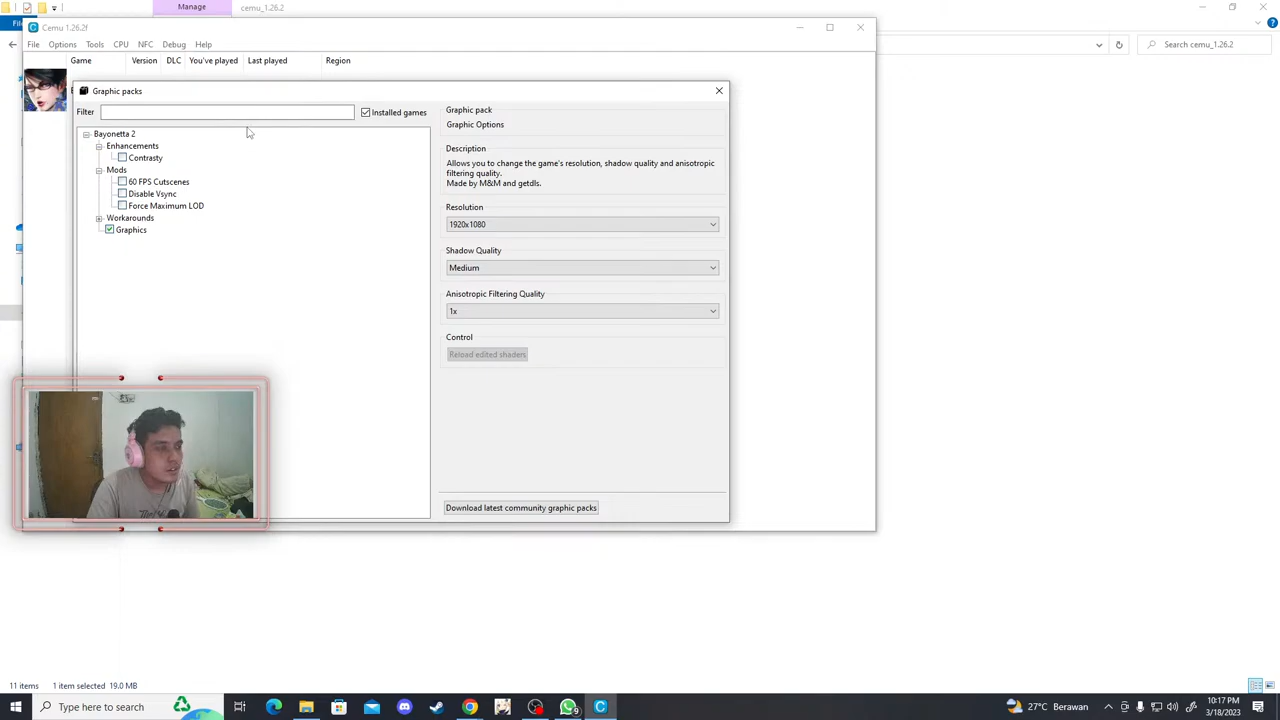 Manage
cemu_1.26.2
Cemu 1.26.2f
File
Options
Tools
CPU
NFC
Debug
Help
Search cemu_1.26.2
Game
Version
DLC
You've played
Last played
Region
Graphic packs
Filter
Installed games
Bayonetta 2
Enhancements
Contrasty
Mods
60 FPS Cutscenes
Disable Vsync
Force Maximum LOD
Workarounds
Graphics
Graphic pack
Graphic Options
Description
Allows you to change the game's resolution, shadow quality and anisotropic
filtering quality.
Made by M&M and getdls.
Resolution
1920x1080
Shadow Quality
Medium
Anisotropic Filtering Quality
1x
Control
Reload edited shaders
Download latest community graphic packs
11 items
1 item selected 19.0 MB
Type here to search
27°C Berawan
10:17 PM
3/18/2023